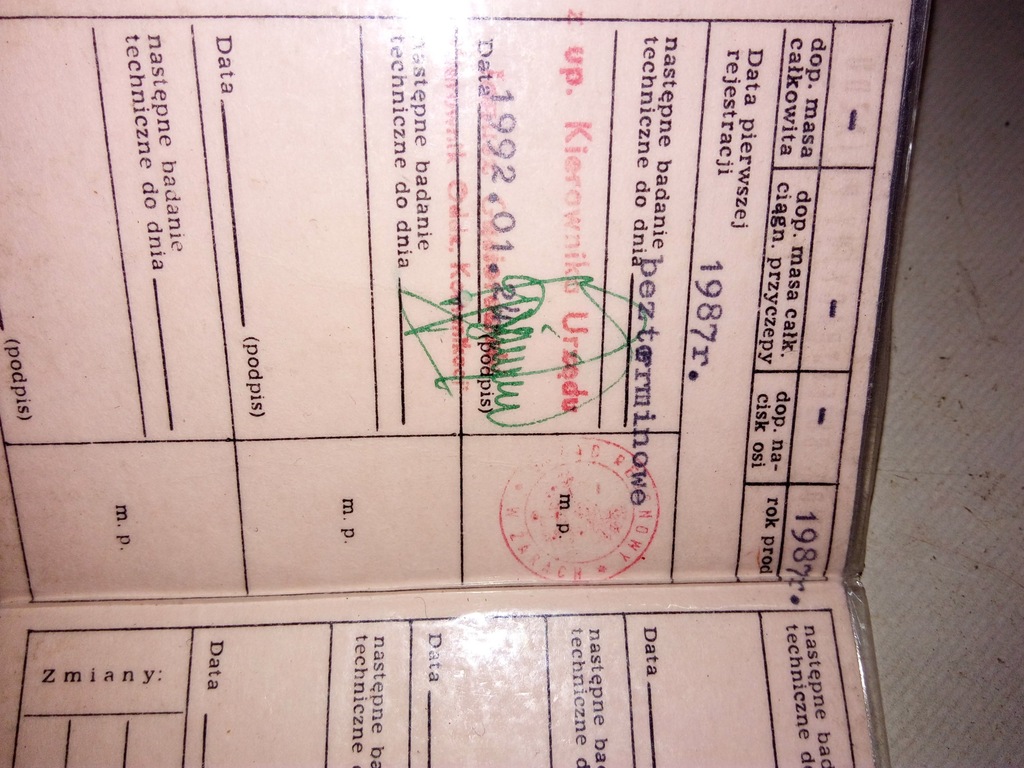 - - - 1987r.
dop. masa całkowita
dop. masa całk. ciągn. przyczepy
dop. na-
cisk osi
rok prod
Data pierwszej
rejestracji 1987r.
następne badanie
techniczne do dnia bezterminowe
z up. Kierownika Urzędu
Data 1992.01.
(podpis)
m. p.
następne badanie
techniczne do dnia
Data
(podpis)
m. p.
następne badanie
techniczne do dnia
(podpis)
m. p.
następne bad
techniczne do
Data
następne bad
techniczne d
Data
następne ba
techniczne
Data
Zmiany: